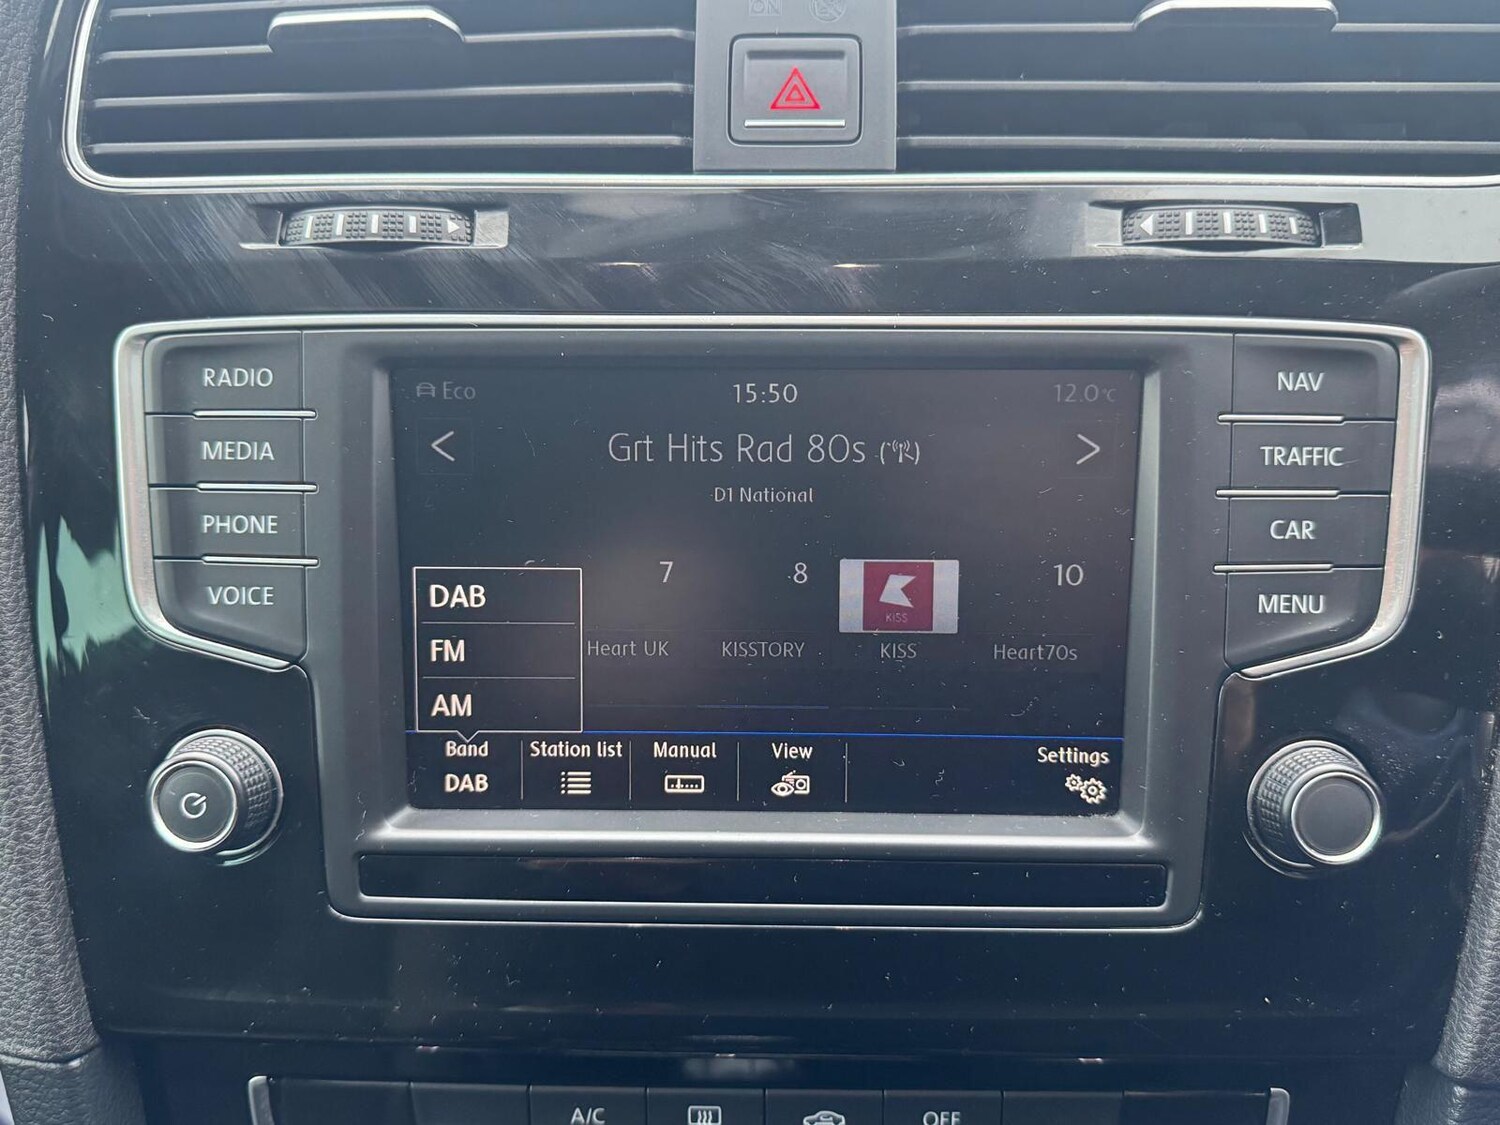 RADIO
MEDIA
PHONE
VOICE
Eco
15:50
12.0°C
Grt Hits Rad 80s
D1 National
7
8
10
KISS
Heart UK
KISSTORY
KISS
Heart70s
DAB
FM
AM
Band
DAB
Station list
Manual
View
Settings
NAV
TRAFFIC
CAR
MENU
A/C
OFF